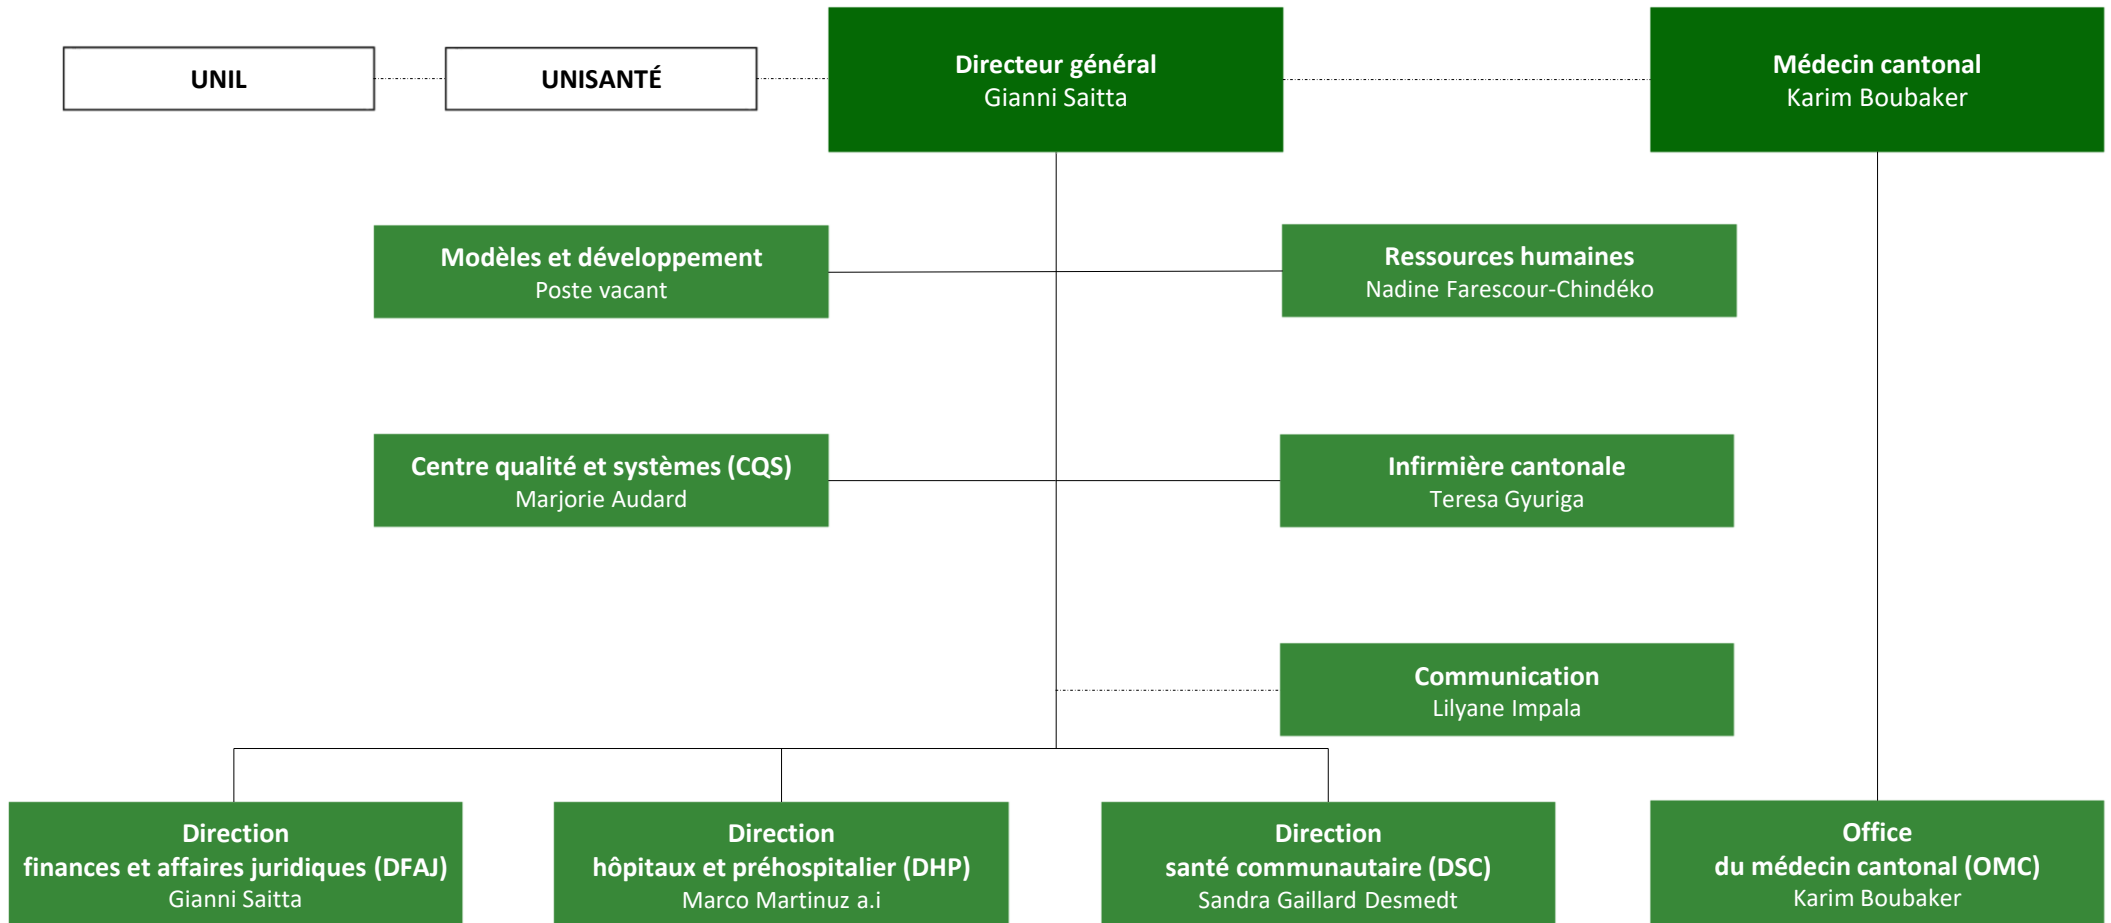 UNIL
UNISANTÉ
Directeur général
Gianni Saitta
Médecin cantonal
Karim Boubaker
Modèles et développement
Poste vacant
Ressources humaines
Nadine Farescour-Chindéko
Centre qualité et systèmes (CQS)
Marjorie Audard
Infirmière cantonale
Teresa Gyuriga
Communication
Lilyane Impala
Direction
finances et affaires juridiques (DFAJ)
Gianni Saitta
Direction
hôpitaux et préhospitalier (DHP)
Marco Martinuz a.i
Direction
santé communautaire (DSC)
Sandra Gaillard Desmedt
Office
du médecin cantonal (OMC)
Karim Boubaker